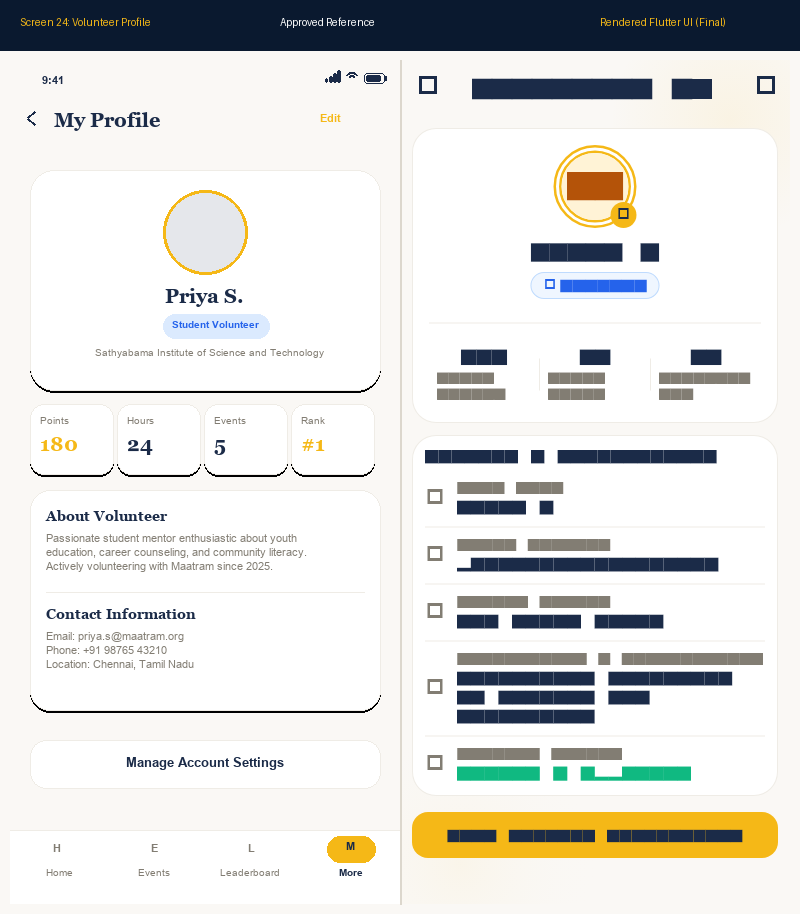 Screen 24: Volunteer Profile
Approved Reference
Rendered Flutter UI (Final)
9:41
My Profile
Edit
Priya S.
Student Volunteer
Sathyabama Institute of Science and Technology
Points
Hours
Events
Rank
180
24
5
#1
About Volunteer
Passionate student mentor enthusiastic about youth
education, career counseling, and community literacy.
Actively volunteering with Maatram since 2025.
Contact Information
Email: priya.s@maatram.org
Phone: +91 98765 43210
Location: Chennai, Tamil Nadu
Manage Account Settings
H
E
L
M
Home
Events
Leaderboard
More